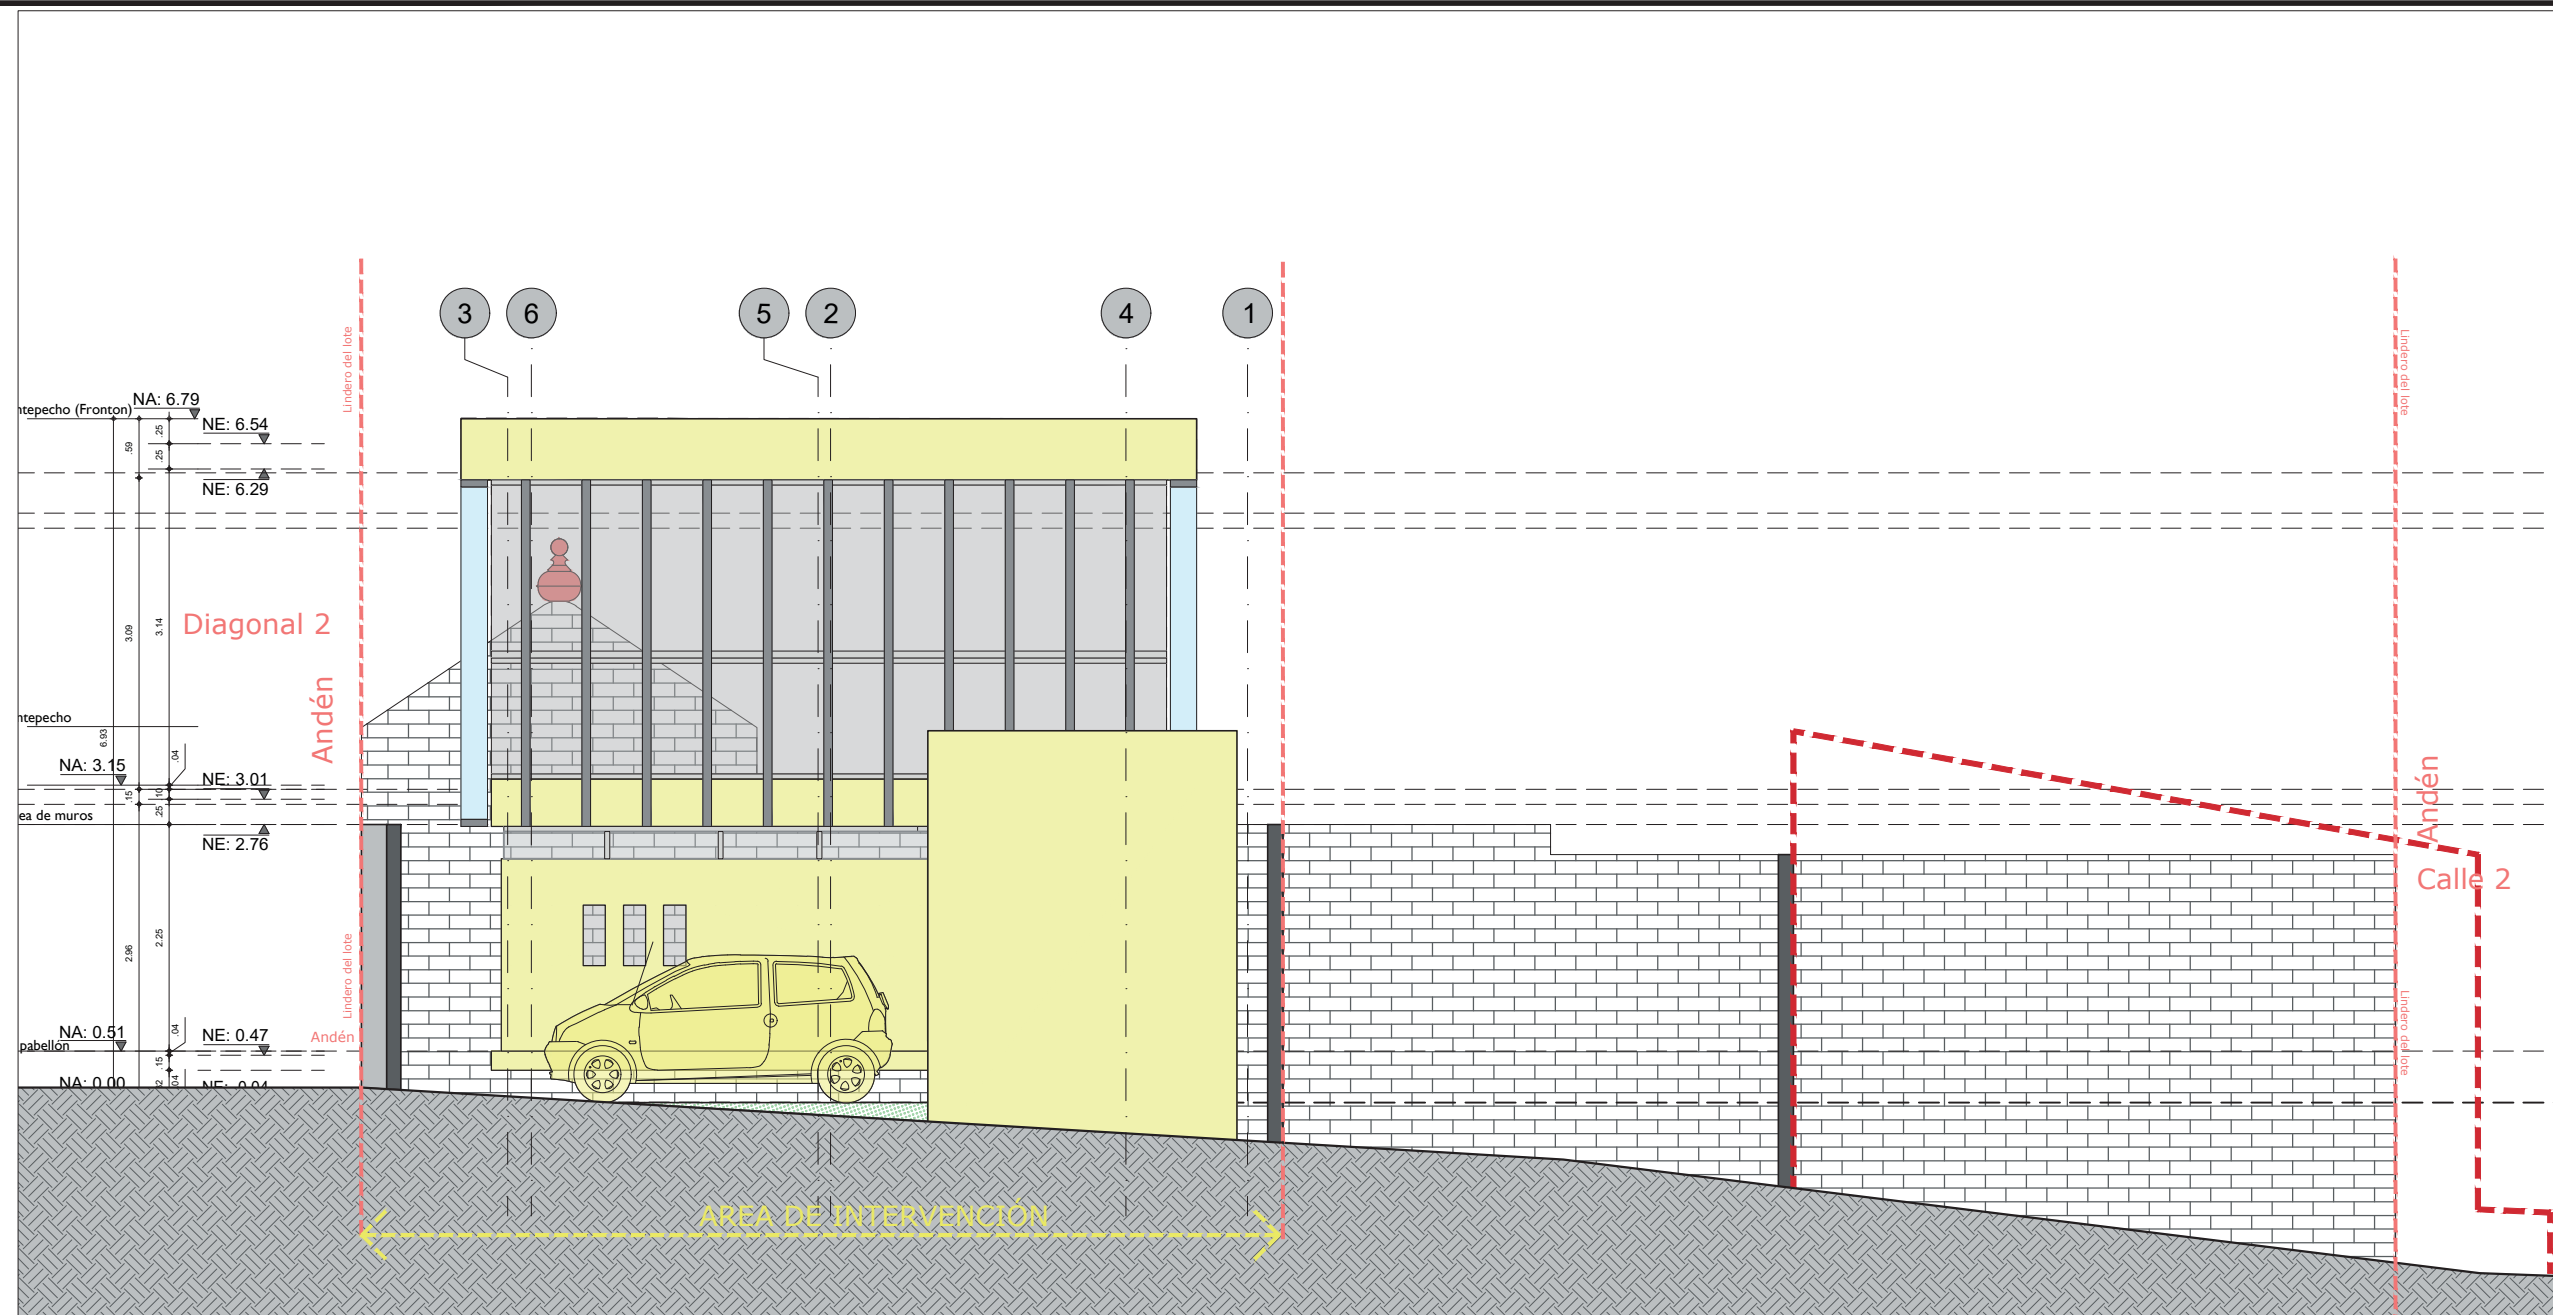 3 6 5 2 4 1
Lindero del lote
Lindero del lote
ntepecho (Fronton)
NA: 6.79
NE: 6.54
.25
.59
.25
NE: 6.29
Diagonal 2
3.09
3.14
Andén
ntepecho
6.93
.04
NA: 3.15
NE: 3.01
.15
.10
.25
ea de muros
NE: 2.76
Andén
Calle 2
2.96
2.25
Lindero del lote
Lindero del lote
NA: 0.51
.04
NE: 0.47
Andén
pabellón
.15
NA: 0.00
.04
NE: -0.04
AREA DE INTERVENCIÓN